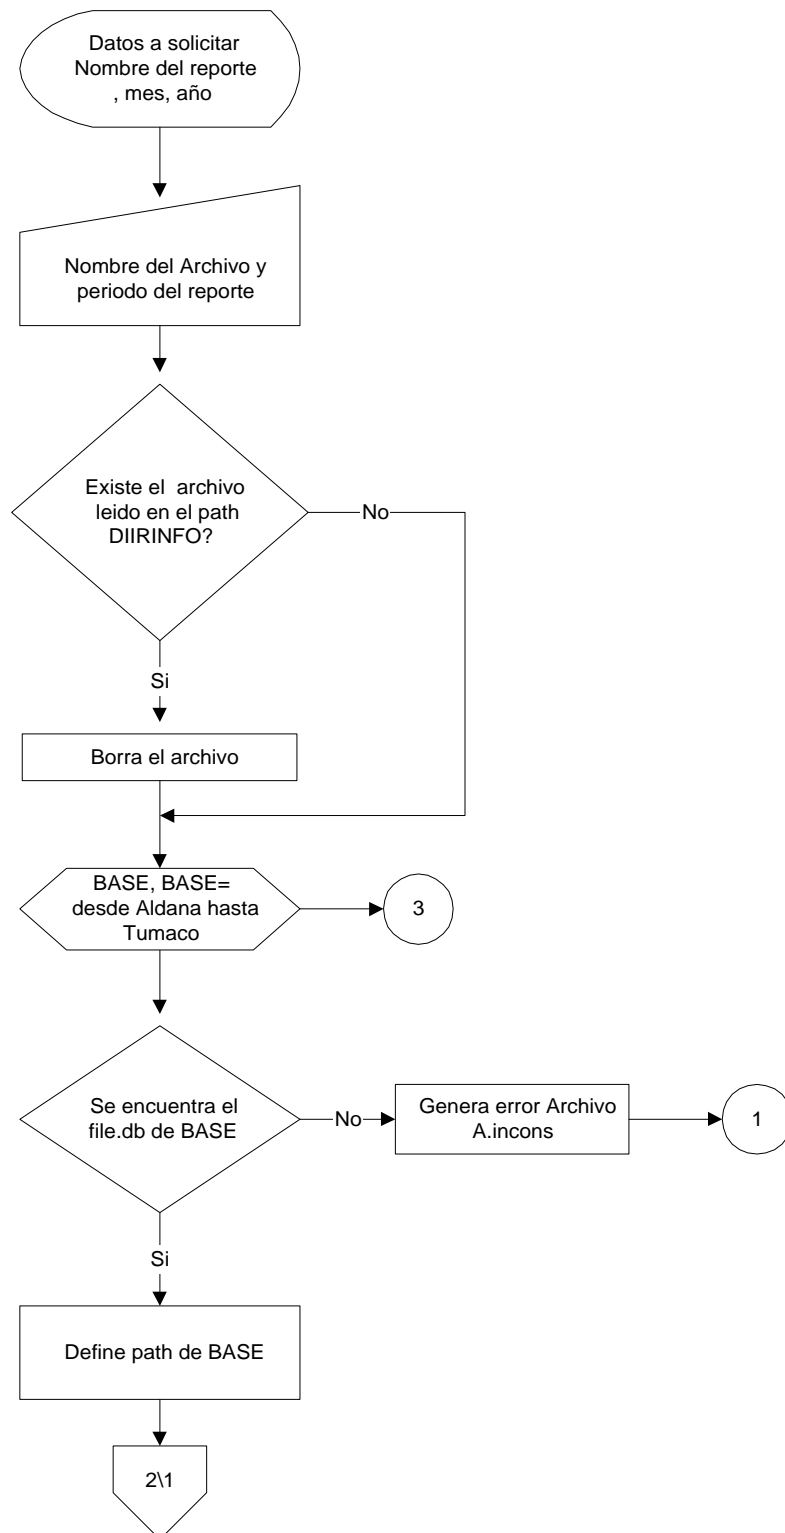 Datos a solicitar
Nombre del reporte
, mes, año
Nombre del Archivo y
periodo del reporte
Existe el archivo
leido en el path
DIIRINFO?
No
Si
Borra el archivo
BASE, BASE=
desde Aldana hasta
Tumaco
3
Se encuentra el
file.db de BASE
No
Genera error Archivo
A.incons
1
Si
Define path de BASE
2\1